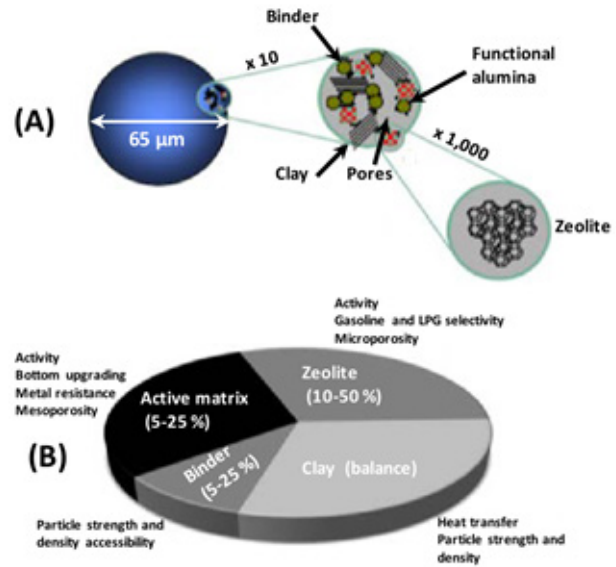 Binder
x 10
Functional
alumina
(A)
65 µm
x 1,000
Clay
Pores
Zeolite
Activity
Gasoline and LPG selectivity
Microporosity
Activity
Bottom upgrading
Metal resistance
Mesoporosity
Active matrix
(5-25 %)
Zeolite
(10-50 %)
(B)
Binder
(5-25 %)
Clay (balance)
Particle strength and
density accessibility
Heat transfer
Particle strength and
density